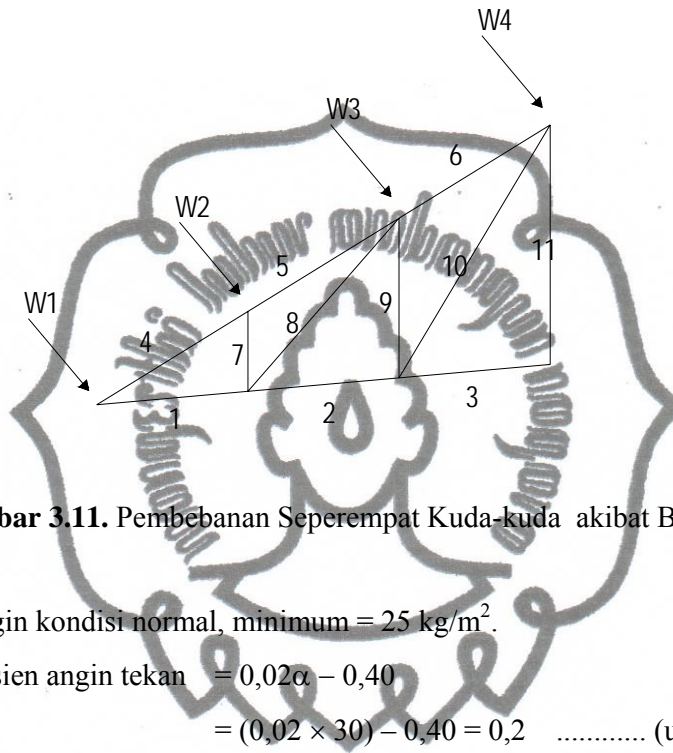 W4
W3
6
W2
5
10
11
W1
9
8
4
7
3
2
1
bar 3.11. Pembebanan Seperempat Kuda-kuda akibat B
gin kondisi normal, minimum = 25 kg/m².
sien angin tekan = 0,02α – 0,40
= (0,02 × 30) – 0,40 = 0,2 ............ (u